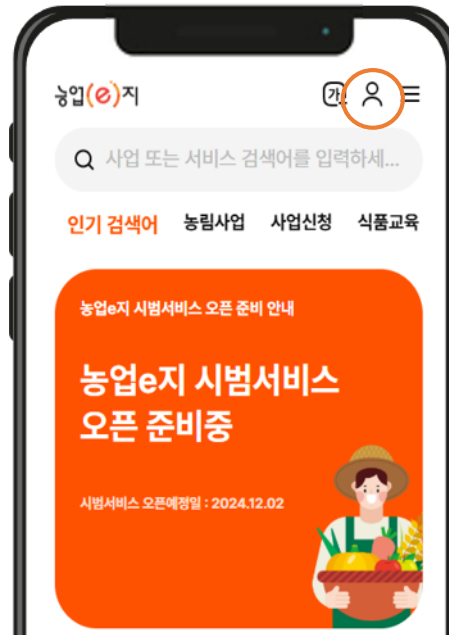 농업(e)지
가
사업 또는 서비스 검색어를 입력하세...
인기 검색어 농림사업 사업신청 식품교육
농업e지 시범서비스 오픈 준비 안내
농업e지 시범서비스
오픈 준비중
시범서비스 오픈예정일 : 2024.12.02